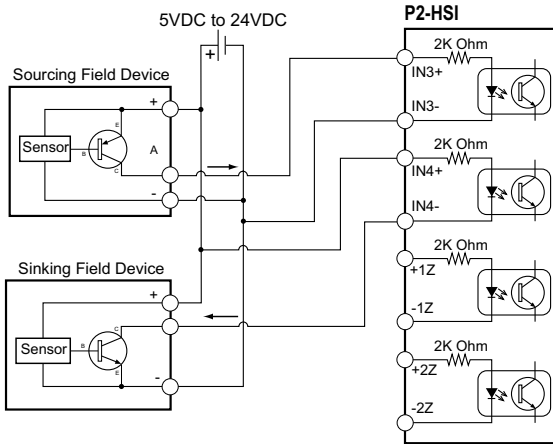 P2-HSI
5VDC to 24VDC
+
2K Ohm
IN3+
IN3-
Sourcing Field Device
+
E
Sensor
B
A
C
-
2K Ohm
IN4+
IN4-
Sinking Field Device
+
C
Sensor
B
E
-
2K Ohm
+1Z
-1Z
2K Ohm
+2Z
-2Z